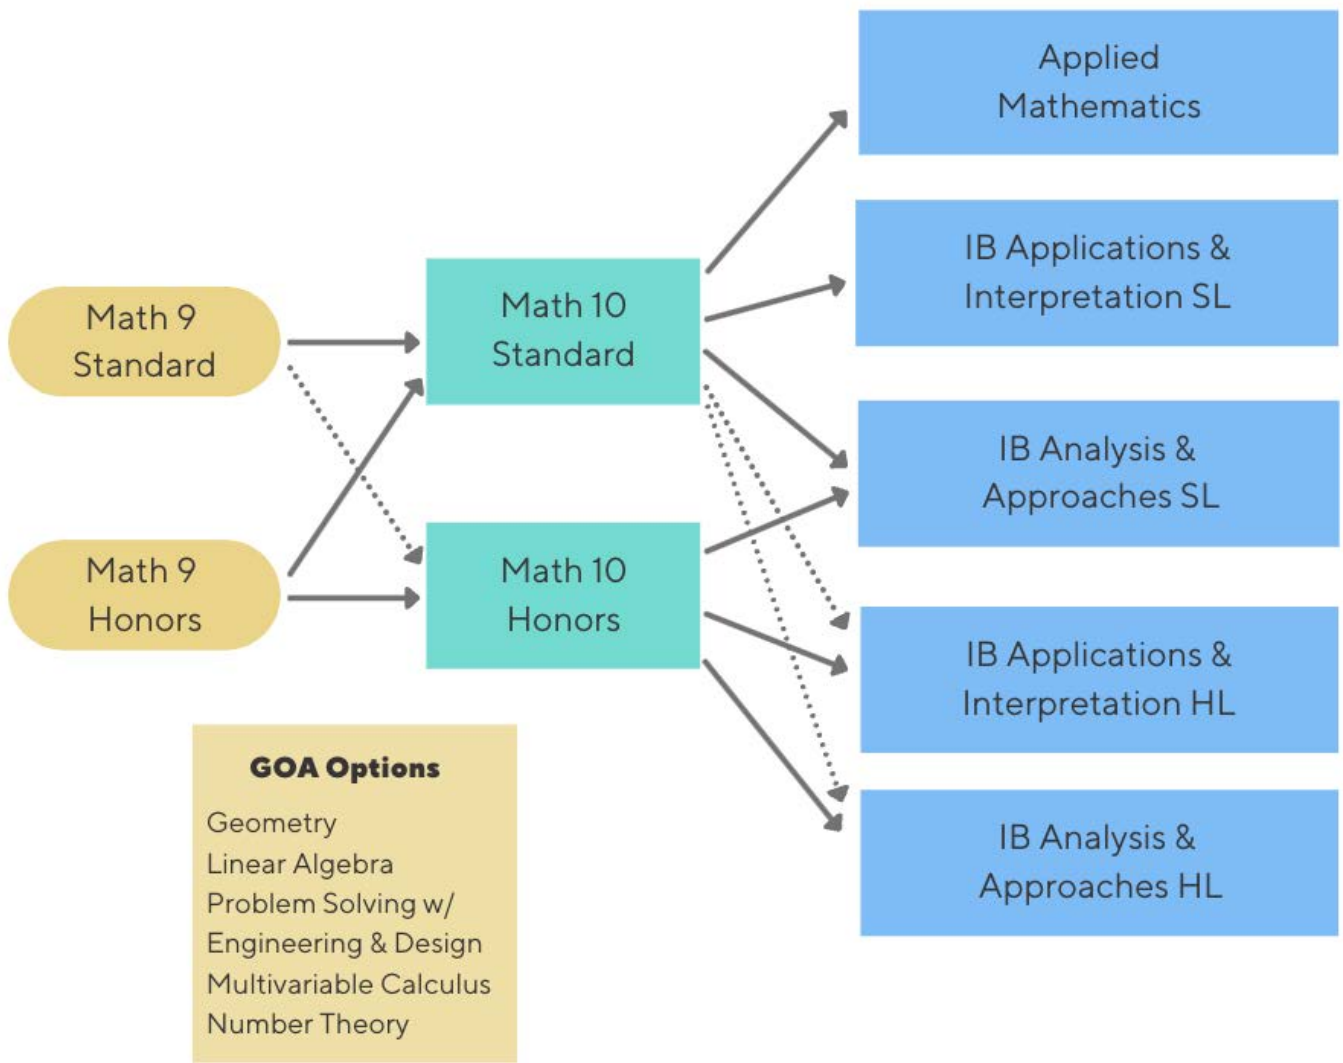 Applied
Mathematics
IB Applications &
Interpretation SL
Math 9
Standard
Math 10
Standard
IB Analysis &
Approaches SL
Math 9
Honors
Math 10
Honors
IB Applications &
Interpretation HL
GOA Options
Geometry
Linear Algebra
Problem Solving w/
Engineering & Design
Multivariable Calculus
Number Theory
IB Analysis &
Approaches HL